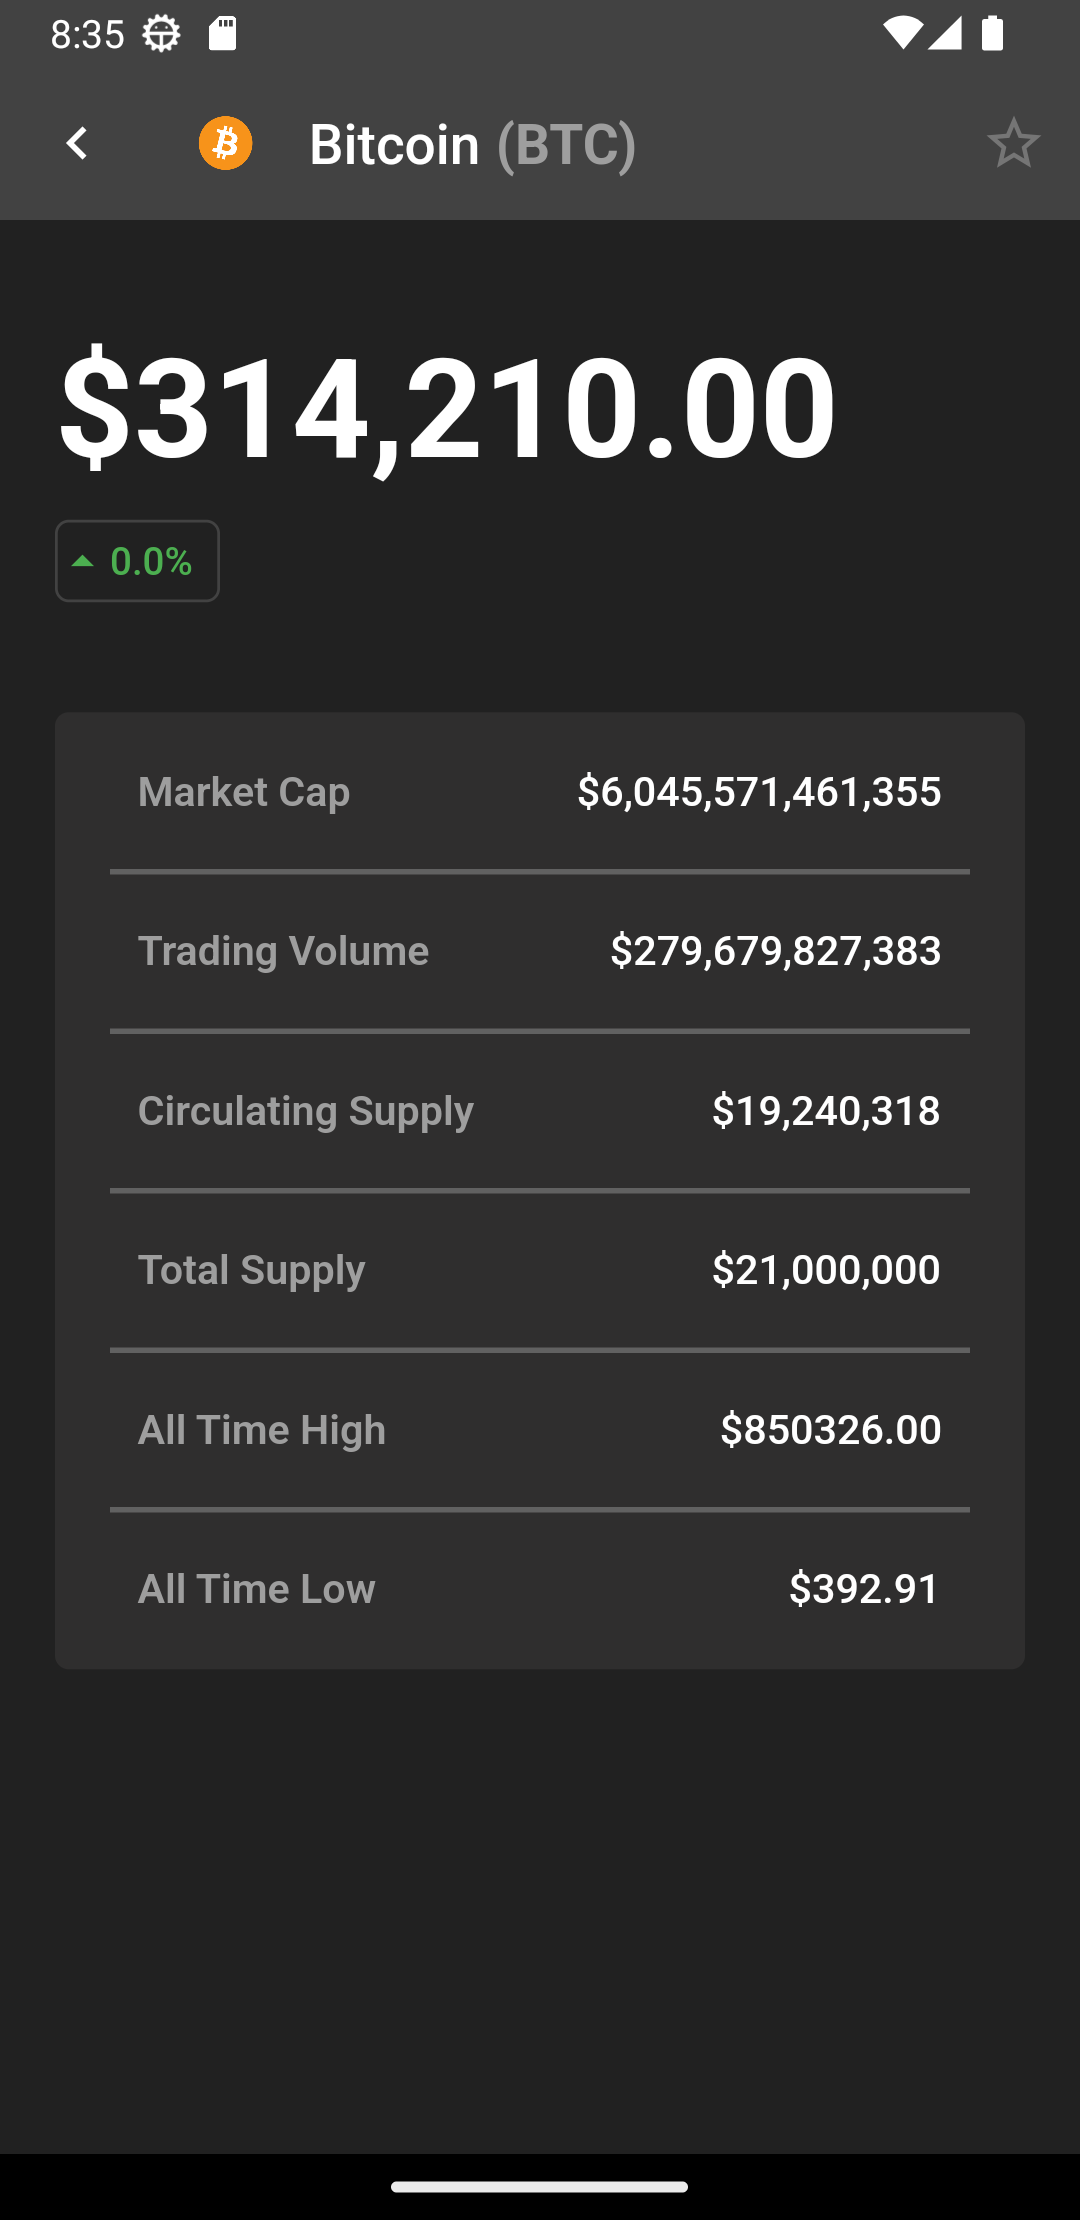 8:35
Bitcoin (BTC)
$314,210.00
0.0%
Market Cap $6,045,571,461,355
Trading Volume $279,679,827,383
Circulating Supply $19,240,318
Total Supply $21,000,000
All Time High $850326.00
All Time Low $392.91